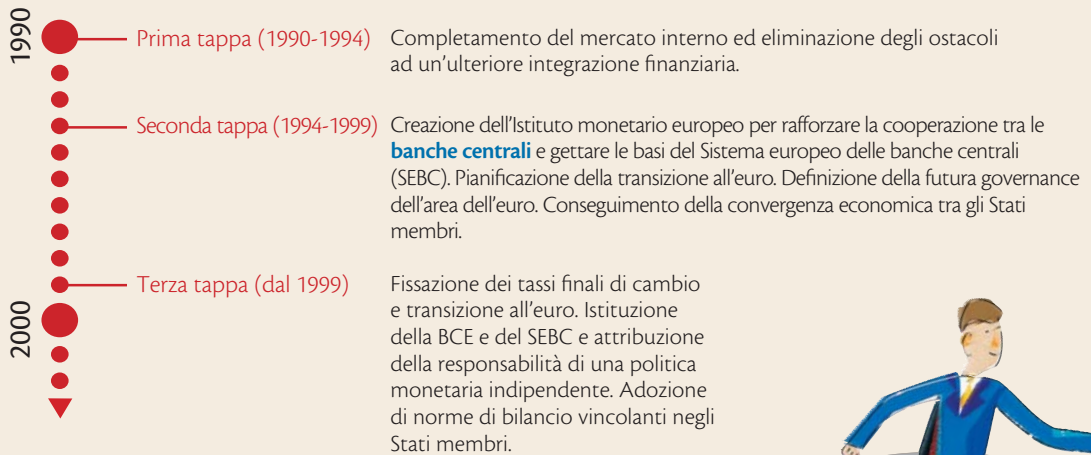 1990
Prima tappa (1990-1994) Completamento del mercato interno ed eliminazione degli ostacoli
ad un'ulteriore integrazione finanziaria.
Seconda tappa (1994-1999) Creazione dell'Istituto monetario europeo per rafforzare la cooperazione tra le
banche centrali e gettare le basi del Sistema europeo delle banche centrali
(SEBC). Pianificazione della transizione all'euro. Definizione della futura governance
dell'area dell'euro. Conseguimento della convergenza economica tra gli Stati
membri.
Terza tappa (dal 1999) Fissazione dei tassi finali di cambio
e transizione all'euro. Istituzione
della BCE e del SEBC e attribuzione
della responsabilità di una politica
monetaria indipendente. Adozione
di norme di bilancio vincolanti negli
Stati membri.
2000